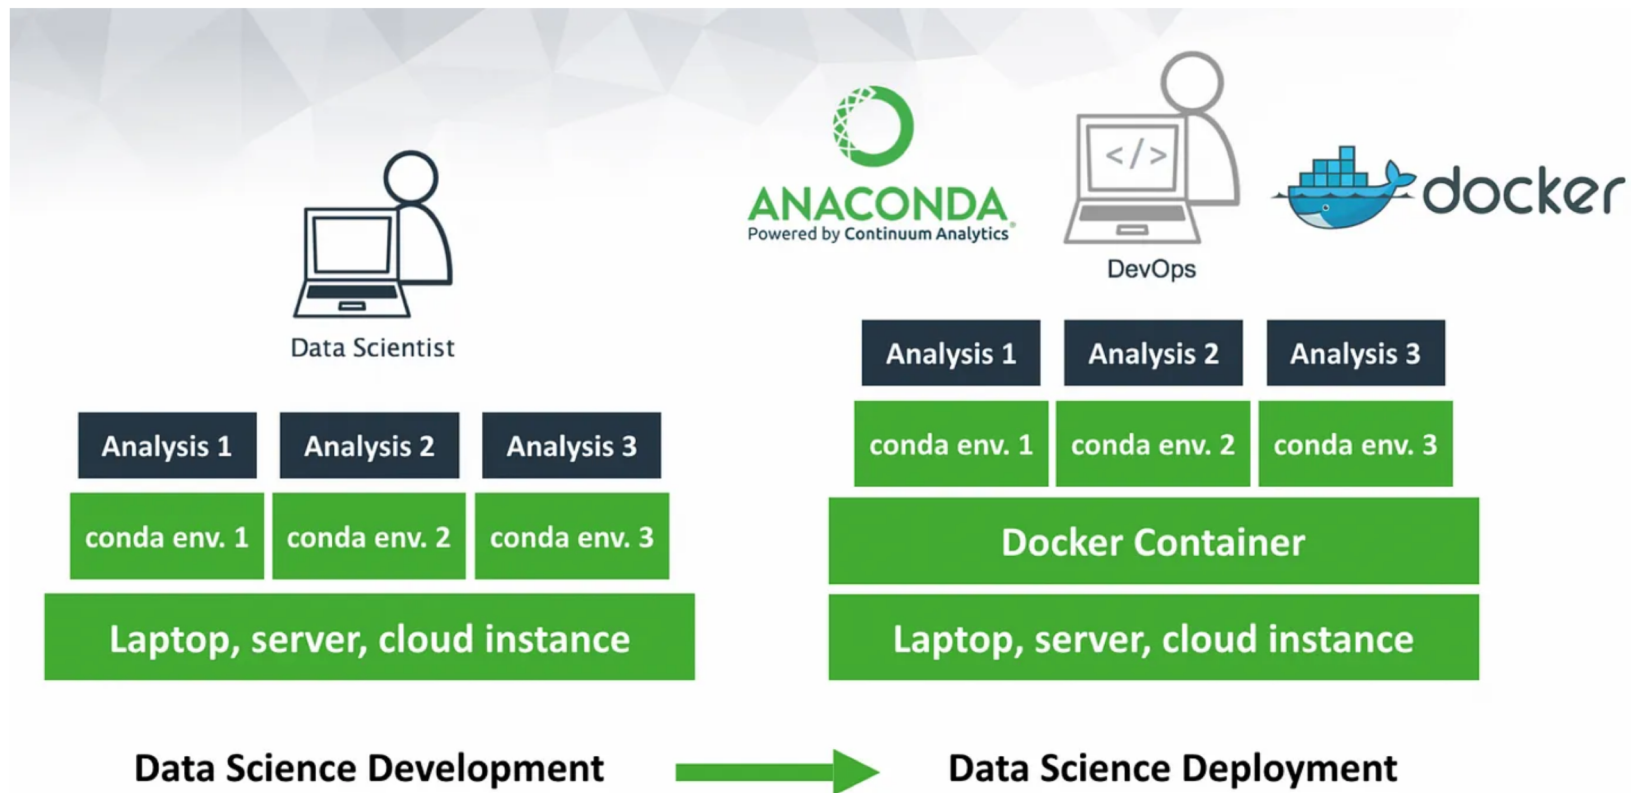 Data Scientist
Analysis 1
Analysis 2
Analysis 3
conda env. 1
conda env. 2
conda env. 3
Laptop, server, cloud instance
Data Science Development
ANACONDA®
Powered by Continuum Analytics
</>
DevOps
docker
Analysis 1
Analysis 2
Analysis 3
conda env. 1
conda env. 2
conda env. 3
Docker Container
Laptop, server, cloud instance
Data Science Deployment